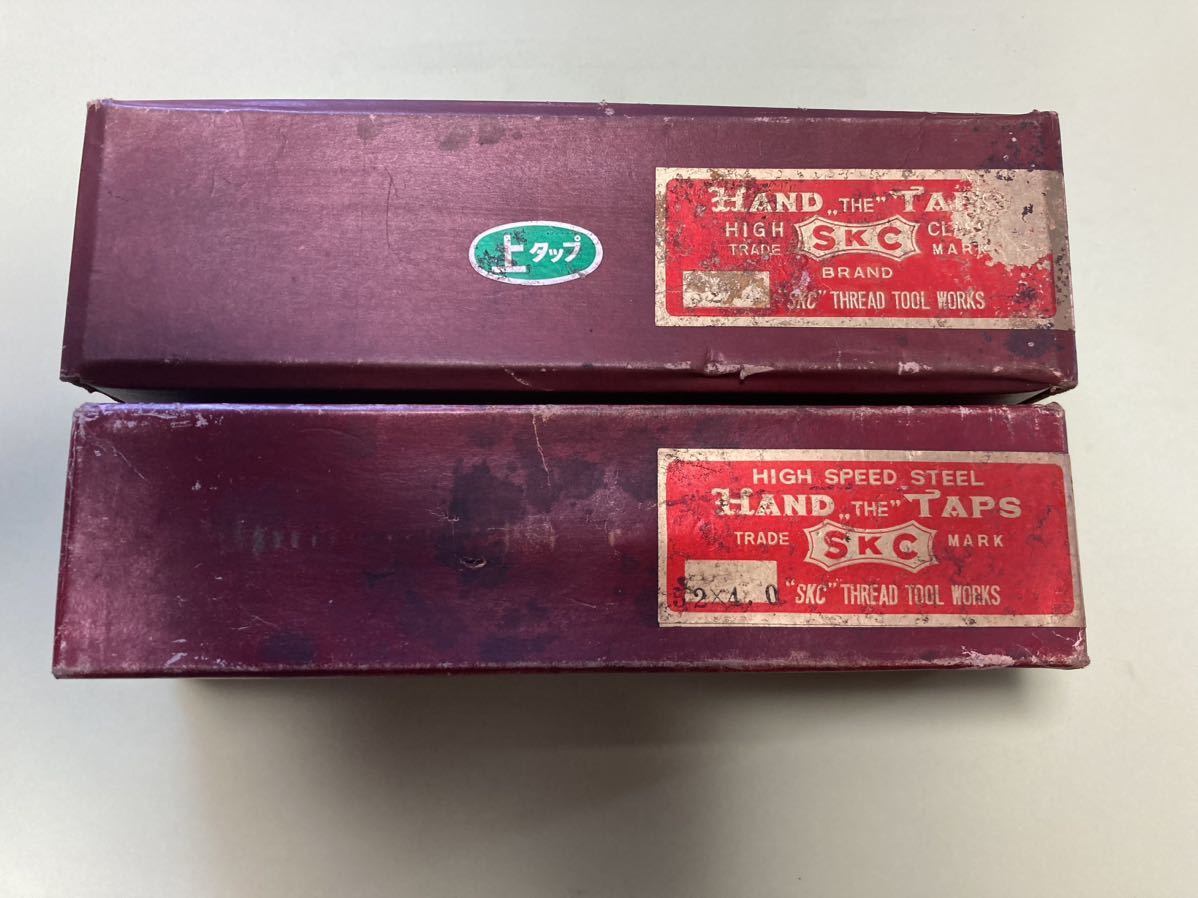 上タップ
HAND „THE” TAPS
HIGH SKC CLASS
TRADE MARK
BRAND
"SKC" THREAD TOOL WORKS
HIGH SPEED STEEL
HAND „THE” TAPS
TRADE SKC MARK
"SKC" THREAD TOOL WORKS